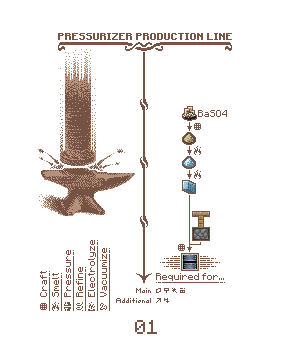 PRESSURIZER PRODUCTION LINE
BaSO4
Craft
Smelt
Pressure
Refine
Electrolyze
Vacuumize
Required for...
Main
Additional
01